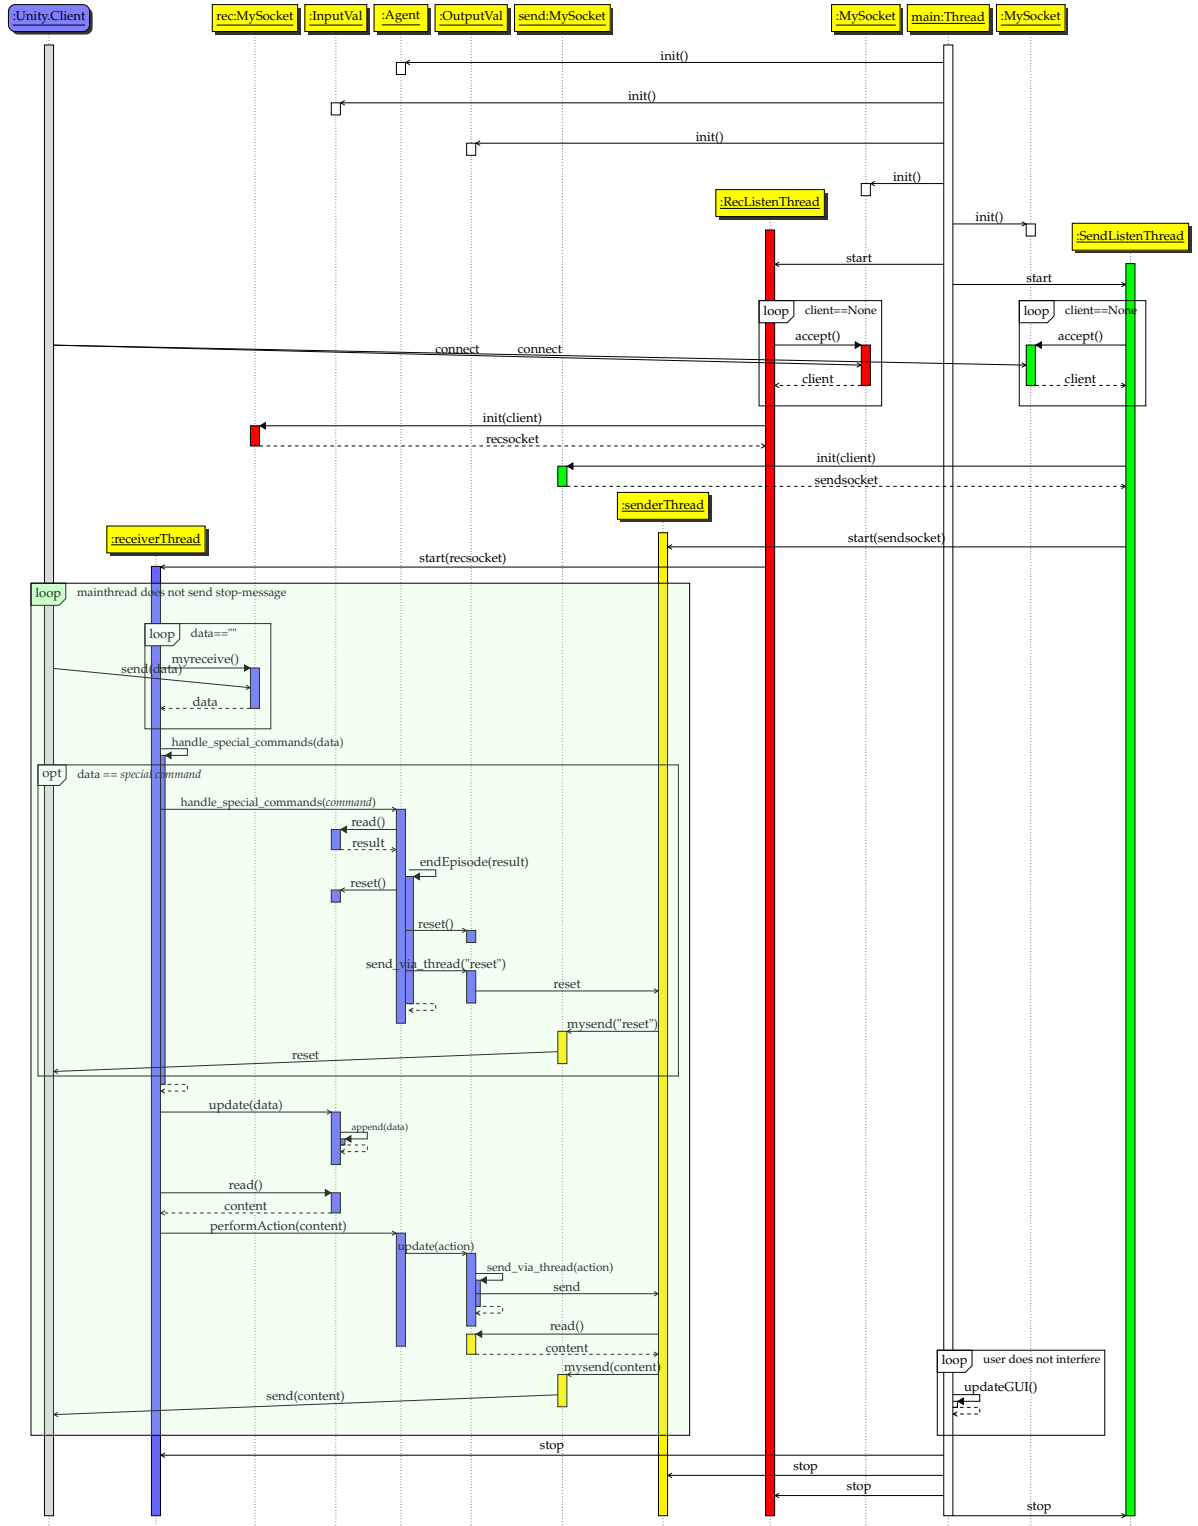 :Unity.Client
rec:MySocket
:InputVal
:Agent
:OutputVal
send:MySocket
:MySocket
main:Thread
:MySocket
init()
init()
init()
init()
:RecListenThread
init()
:SendListenThread
start
start
loop client==None
loop client==None
accept()
accept()
connect
connect
client
client
init(client)
recsocket
init(client)
sendsocket
:senderThread
:receiverThread
start(sendsocket)
start(recsocket)
loop mainthread does not send stop-message
loop data==""
myreceive()
send(data)
data
handle_special_commands(data)
opt data == special command
handle_special_commands(command)
read()
result
endEpisode(result)
reset()
reset()
send_via_thread("reset")
reset
mysend("reset")
reset
update(data)
append(data)
read()
content
performAction(content)
update(action)
send_via_thread(action)
send
read()
content
loop user does not interfere
mysend(content)
updateGUI()
send(content)
stop
stop
stop
stop